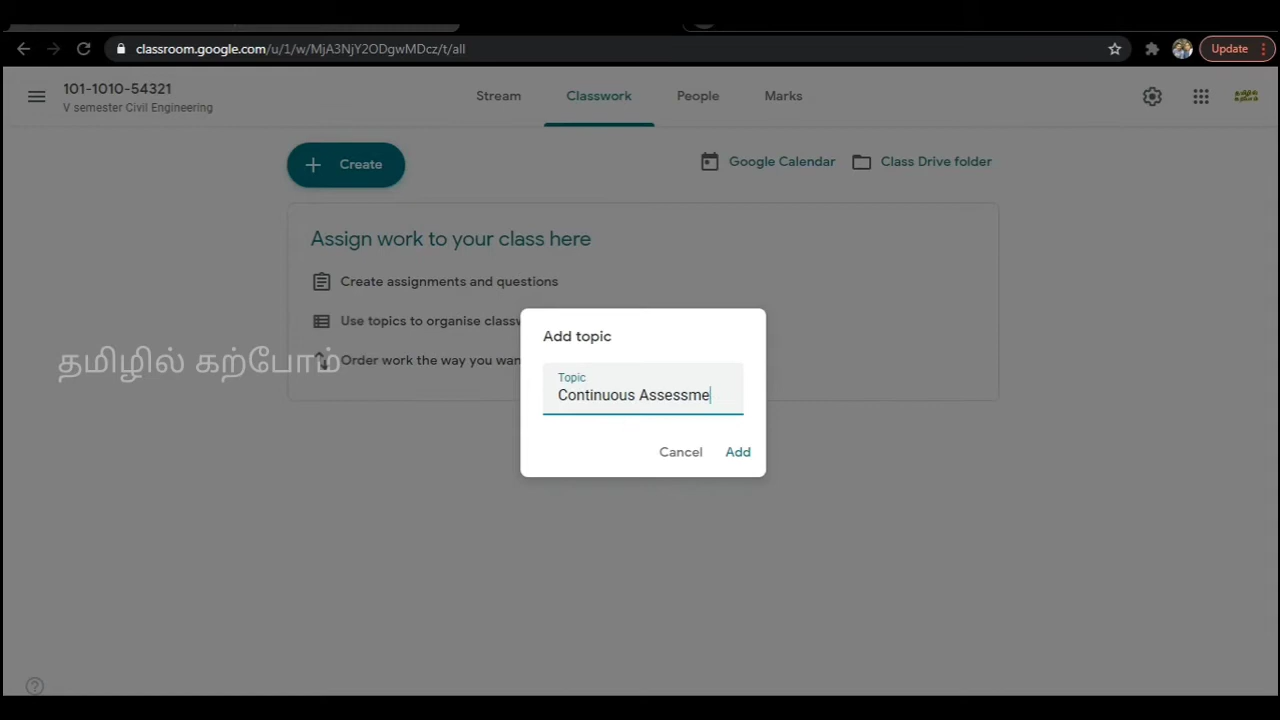 classroom.google.com/u/1/w/MjA3NjY2ODgwMDcz/t/all
Update
101-1010-54321
V semester Civil Engineering
Stream
Classwork
People
Marks
Create
Google Calendar
Class Drive folder
Assign work to your class here
Create assignments and questions
Use topics to organise classw
Order work the way you wan
தமிழில் கற்போம்
Add topic
Topic
Continuous Assessme
Cancel
Add